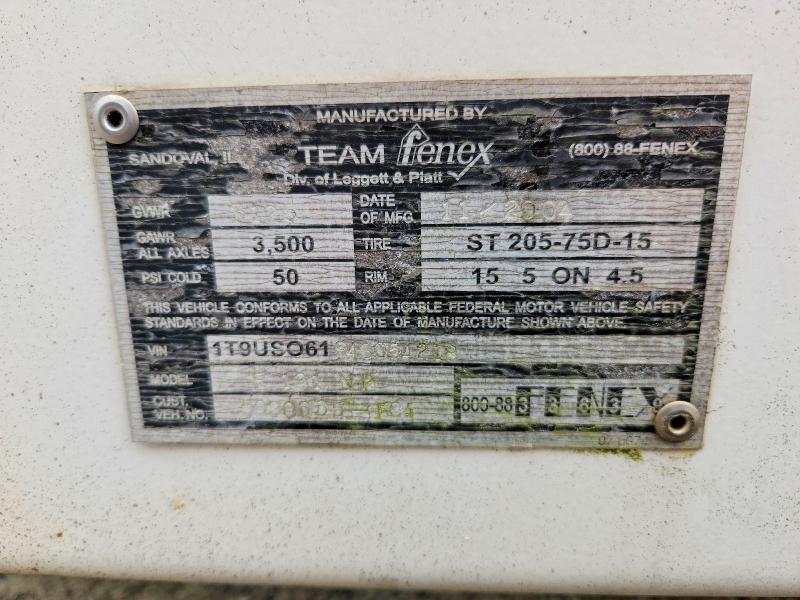 MANUFACTURED BY
SANDOVAL, IL TEAM fenex (800) 88-FENEX
Div. of Leggett & Platt
GVWR DATE OF MFG 11/2004
GAWR ALL AXLES 3,500 TIRE ST 205-75D-15
PSI COLD 50 RIM 15 5 ON 4.5
THIS VEHICLE CONFORMS TO ALL APPLICABLE FEDERAL MOTOR VEHICLE SAFETY
STANDARDS IN EFFECT ON THE DATE OF MANUFACTURE SHOWN ABOVE.
VIN 1T9USO61
MODEL
CUST. VEH. NO. 800-88